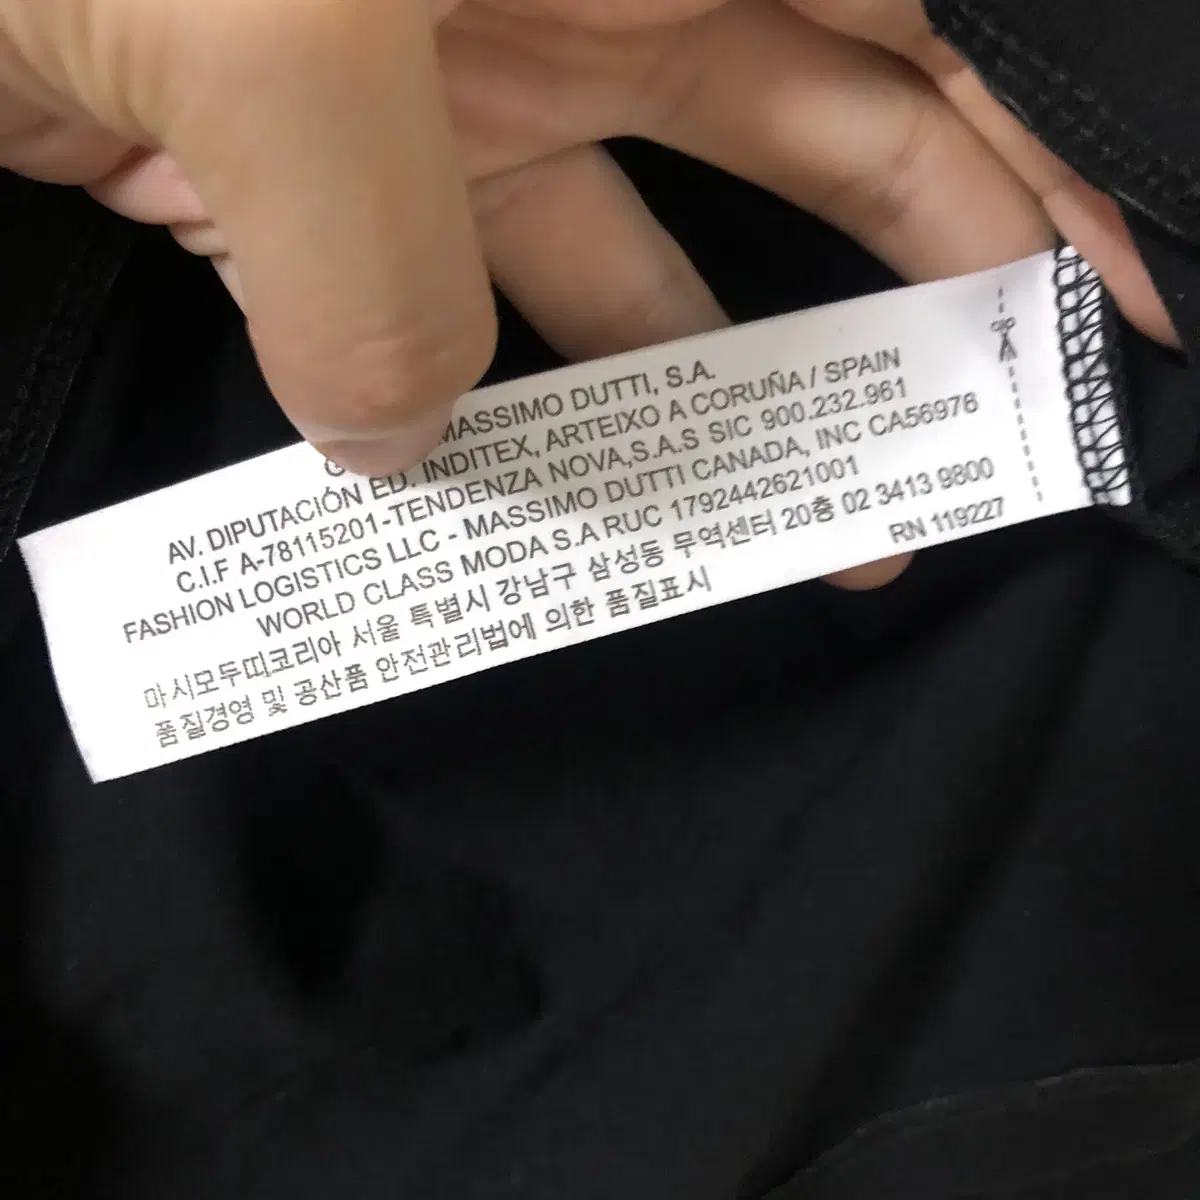 MASSIMO DUTTI, S.A.
AV. DIPUTACIÓN ED. INDITEX, ARTEIXO A CORUÑA / SPAIN
C.I.F A-78115201-TENDENZA NOVA,S.A.S SIC 900.232.961
FASHION LOGISTICS LLC - MASSIMO DUTTI CANADA, INC CA56976
WORLD CLASS MODA S.A RUC 1792442621001
마시모두띠코리아 서울 특별시 강남구 삼성동 무역센터 20층 02 3413 9800
품질경영 및 공산품 안전관리법에 의한 품질표시
RN 119227